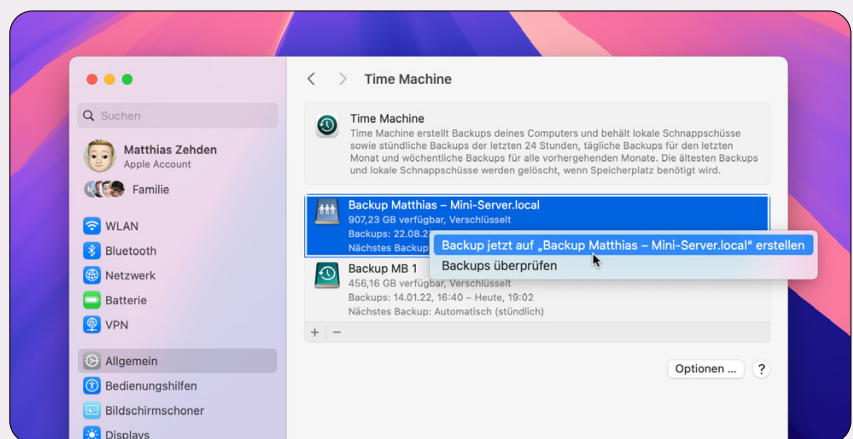 Time Machine
Suchen
Matthias Zehden
Apple Account
Familie
WLAN
Bluetooth
Netzwerk
Batterie
VPN
Allgemein
Bedienungshilfen
Bildschirmschoner
Displays
Time Machine
Time Machine erstellt Backups deines Computers und behält lokale Schnappschüsse
sowie stündliche Backups der letzten 24 Stunden, tägliche Backups für den letzten
Monat und wöchentliche Backups für alle vorhergehenden Monate. Die ältesten Backups
und lokale Schnappschüsse werden gelöscht, wenn Speicherplatz benötigt wird.
Backup Matthias – Mini-Server.local
907,23 GB verfügbar, Verschlüsselt
Backups: 22.08.2
Nächstes Backup
Backup jetzt auf „Backup Matthias – Mini-Server.local“ erstellen
Backups überprüfen
Backup MB 1
456,16 GB verfügbar, Verschlüsselt
Backups: 14.01.22, 16:40 – Heute, 19:02
Nächstes Backup: Automatisch (stündlich)
+ −
Optionen ... ?